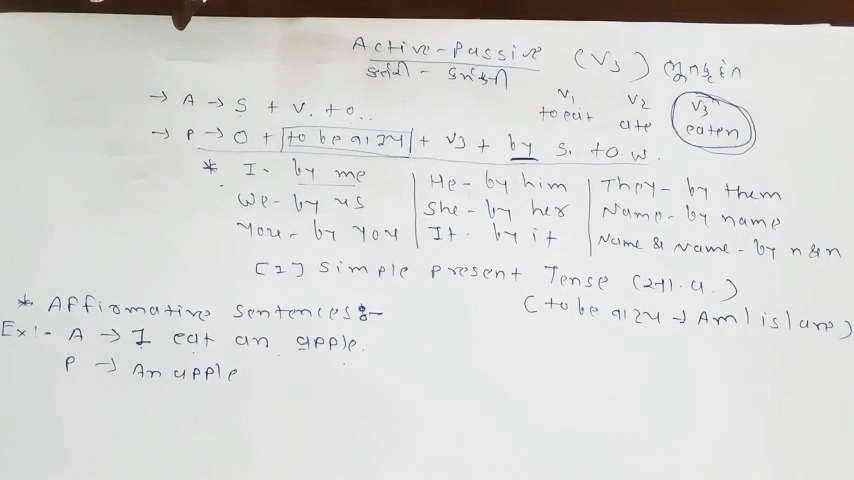 Active-Passive (V3) ભૂતકૃદંત
કર્તરી - કર્મણી
→ A → S + V. + O..
V1 V2 V3
to eat ate eaten
→ P → O + to be વાળા + V3 + by S. to O.W.
* I - by me | He - by him | They - by them
We - by us | She - by her | Name - by name
You - by you | It - by it | Name & Name - by n & n
[1] Simple Present Tense (સા.વ.)
* Affirmative Sentences :-
(to be વાળા → Am | is | are)
Ex:- A → I eat an apple.
P → An apple